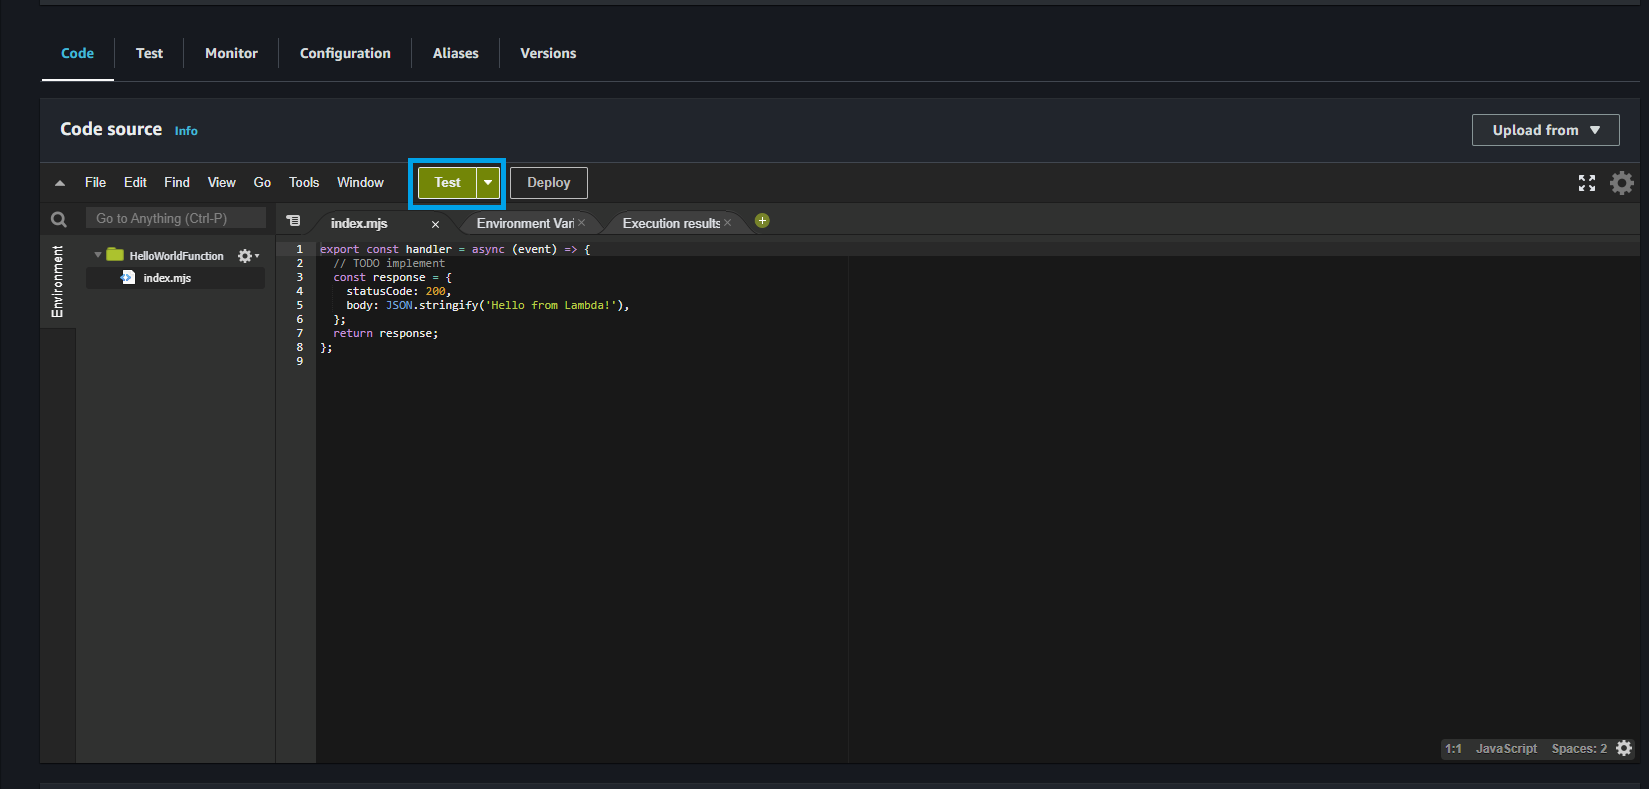 Code Test Monitor Configuration Aliases Versions
Code source Info
Upload from
File Edit Find View Go Tools Window Test Deploy
Go to Anything (Ctrl-P)
index.mjs Environment Vari Execution results
Environment
HelloWorldFunction
index.mjs
1 export const handler = async (event) => {
2 // TODO implement
3 const response = {
4 statusCode: 200,
5 body: JSON.stringify('Hello from Lambda!'),
6 };
7 return response;
8 };
9
1:1 JavaScript Spaces: 2